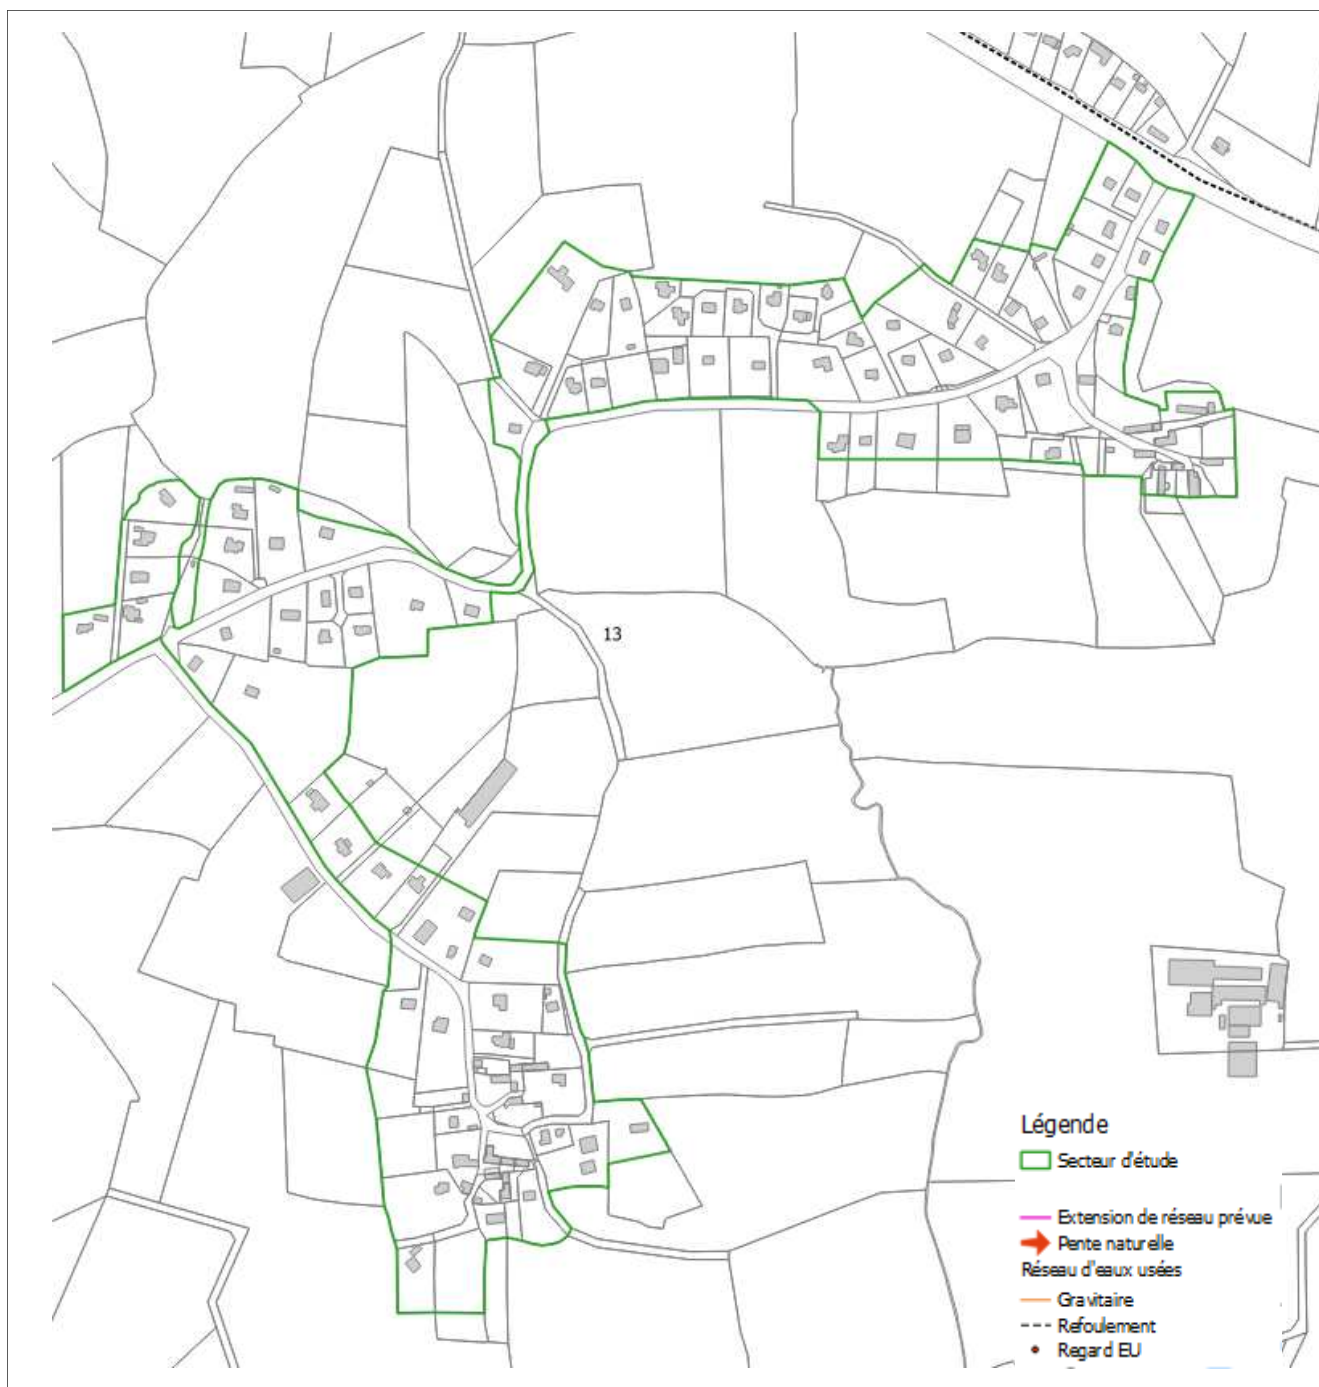 13
Légende
Secteur d'étude
Extension de réseau prévue
Pente naturelle
Réseau d'eaux usées
Gravitaire
Refoulement
Regard EU